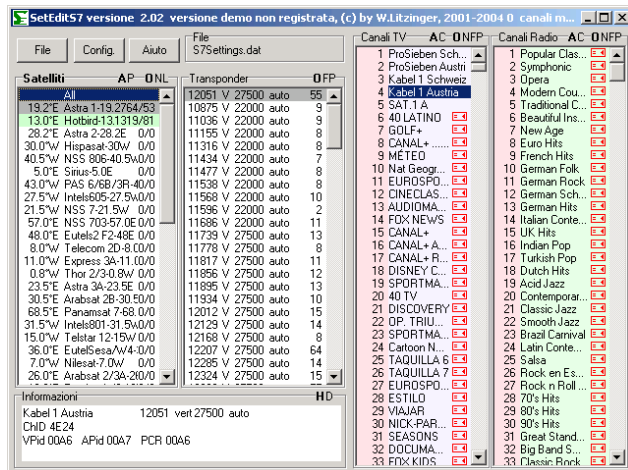 SetEditS7 versione 2.02 versione demo non registrata, (c) by W.Litzinger, 2001-2004 0 canali m...
File
Config.
Aiuto
File
S7Settings.dat
Satelliti A P - O N L
All
19.2°E Astra 1-19.2764/53
13.0°E Hotbird-13.1319/81
28.2°E Astra 2-28.2E 0/0
30.0°W Hispasat-30W 0/0
40.5°W NSS 806-40.5W0/0
5.0°E Sirius-5.0E 0/0
43.0°W PAS 6/6B/3R-40/0
27.5°W Intels605-27.5W0/0
21.5°W NSS 7-21.5W 0/0
57.0°E NSS 703-57.0E 0/0
48.0°E Eutels2 F2-48E 0/0
8.0°W Telecom 2D-8.00/0
11.0°W Express 3A-11.00/0
0.8°W Thor 2/3-0.8W 0/0
23.5°E Astra 3A-23.5E 0/0
30.5°E Arabsat 2B-30.50/0
68.5°E Panamsat 7-68.0/0
31.5°W Intels801-31.5W0/0
15.0°W Telstar 12-15W 0/0
36.0°E EutelSesa/W4-:0/0
7.0°W Nilesat-7.0W 0/0
26.0°E Arabsat 2/3A-2(0/0
Transponder O F P
12051 V 27500 auto 55
10875 V 22000 auto 9
11036 V 22000 auto 9
11155 V 22000 auto 8
11316 V 22000 auto 8
11434 V 22000 auto 7
11477 V 22000 auto 8
11538 V 22000 auto 8
11568 V 22000 auto 10
11596 V 22000 auto 2
11686 V 22000 auto 11
11739 V 27500 auto 13
11778 V 27500 auto 8
11817 V 27500 auto 11
11856 V 27500 auto 12
11895 V 27500 auto 13
11934 V 27500 auto 10
12012 V 27500 auto 15
12129 V 27500 auto 14
12168 V 27500 auto 8
12207 V 27500 auto 64
12285 V 27500 auto 14
12324 V 27500 auto 15
Informazioni H D
Kabel 1 Austria 12051 vert 27500 auto
ChID 4E24
VPid 00A6 APid 00A7 PCR 00A6
Canali TV A C O N F P
1 ProSieben Sch...
2 ProSieben Austri
3 Kabel 1 Schweiz
4 Kabel 1 Austria
5 SAT.1 A
6 40 LATINO
7 GOLF+
8 CANAL+ ......
9 MÉTEO
10 Nat Geogr...
11 EUROSPO...
12 CINECLAS...
13 AUDIOMA...
14 FOX NEWS
15 CANAL+
16 CANAL+ A...
17 CANAL+ R...
18 DISNEY C...
19 SPORTMA...
20 40 TV
21 DISCOVERY
22 OP. TRIU...
23 SPORTMA...
24 Cartoon N...
25 TAQUILLA 6
26 TAQUILLA 7
27 EUROSPO...
28 ESTILO
29 VIAJAR
30 NICK-PAR...
31 SEASONS
32 DOCUMA...
33 FOX KIDS
Canali Radio A C O N F P
1 Popular Clas...
2 Symphonic
3 Opera
4 Modern Cou...
5 Traditional C...
6 Beautiful Ins...
7 New Age
8 Euro Hits
9 French Hits
10 German Folk
11 German Rock
12 German Sch...
13 German Hits
14 Italian Conte...
15 UK Hits
16 Indian Pop
17 Turkish Pop
18 Dutch Hits
19 Acid Jazz
20 Contemporar...
21 Classic Jazz
22 Smooth Jazz
23 Brazil Carnival
24 Latin Conte...
25 Salsa
26 Rock en Es...
27 Rock n Roll ...
28 70's Hits
29 80's Hits
30 90's Hits
31 Great Stand...
32 Big Band S...
33 Classic Rock